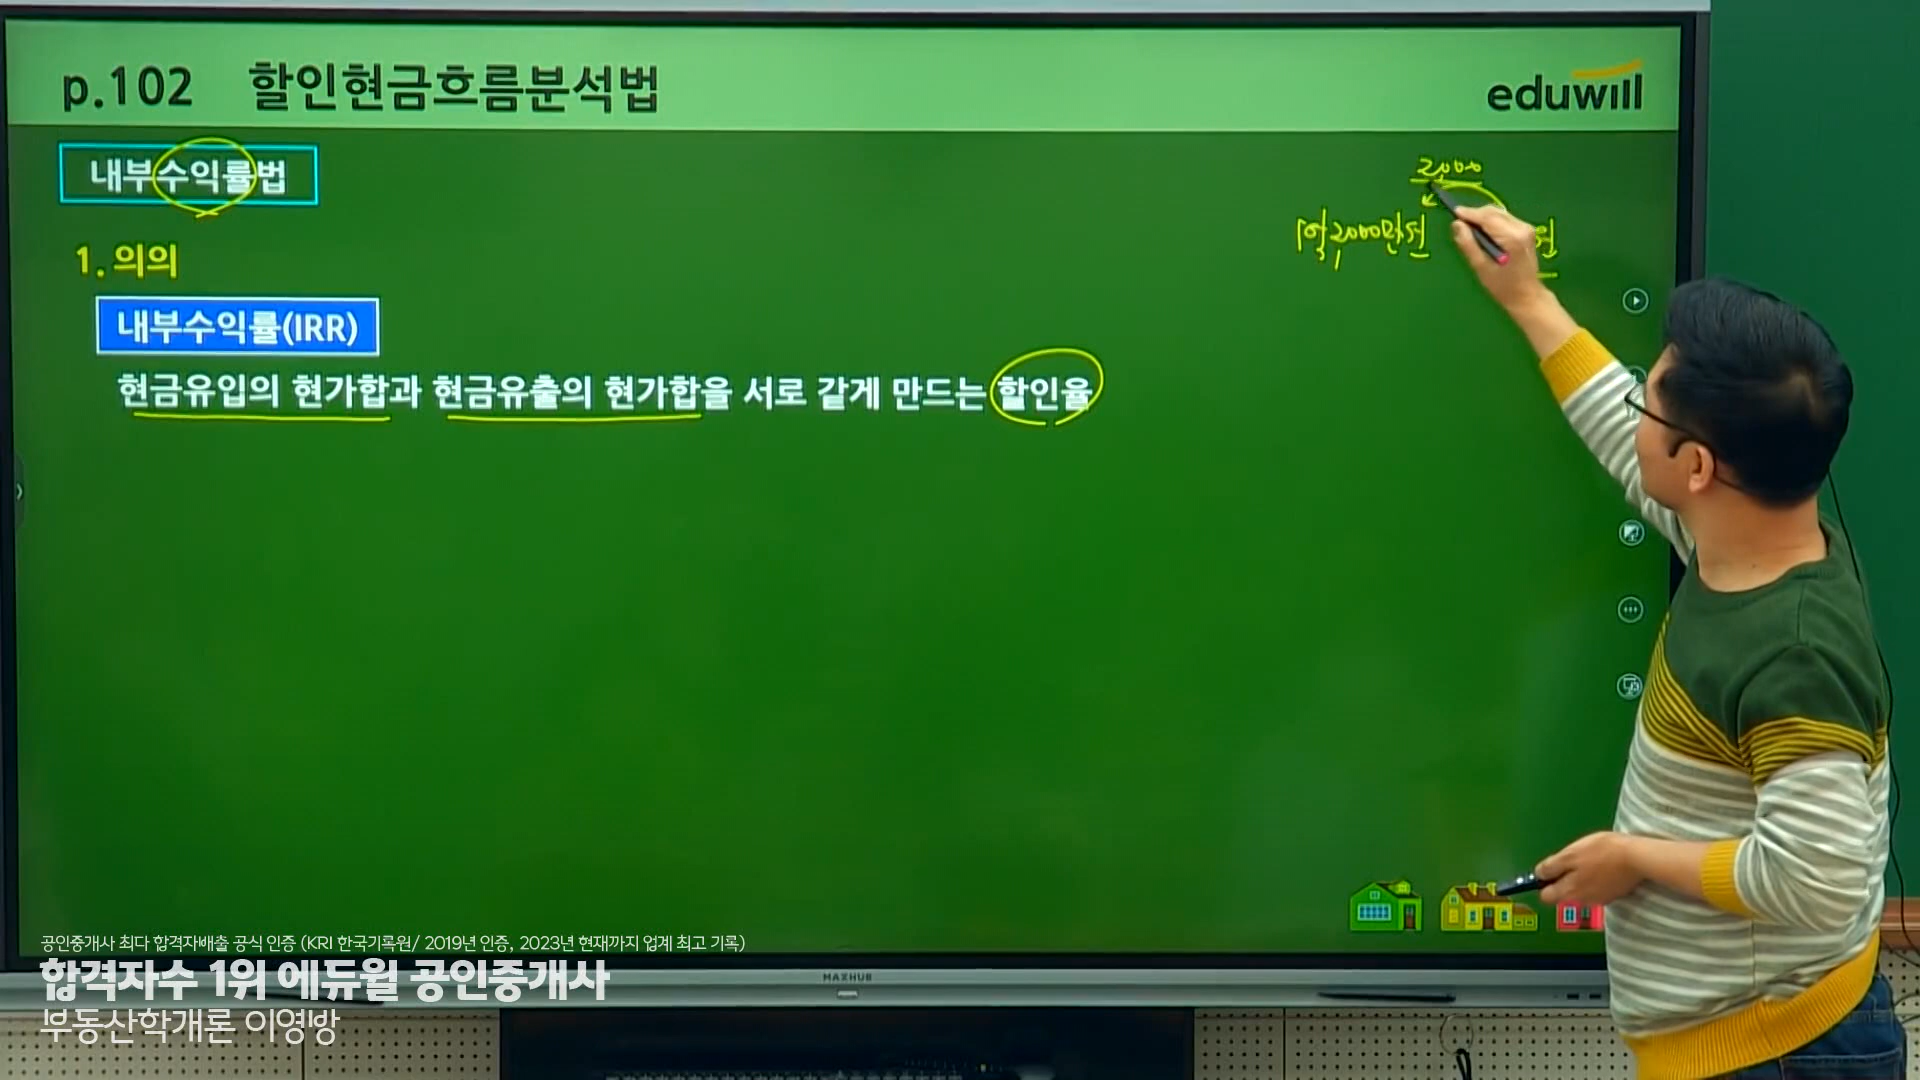 p.102 할인현금흐름분석법
eduwill
내부수익률법
2,000
1억2,000만원
원
1. 의의
내부수익률(IRR)
현금유입의 현가합과 현금유출의 현가합을 서로 같게 만드는 할인율
공인중개사 최다 합격자배출 공식 인증 (KRI 한국기록원/ 2019년 인증, 2023년 현재까지 업계 최고 기록)
합격자수 1위 에듀윌 공인중개사
MAXHUB
부동산학개론 이영방